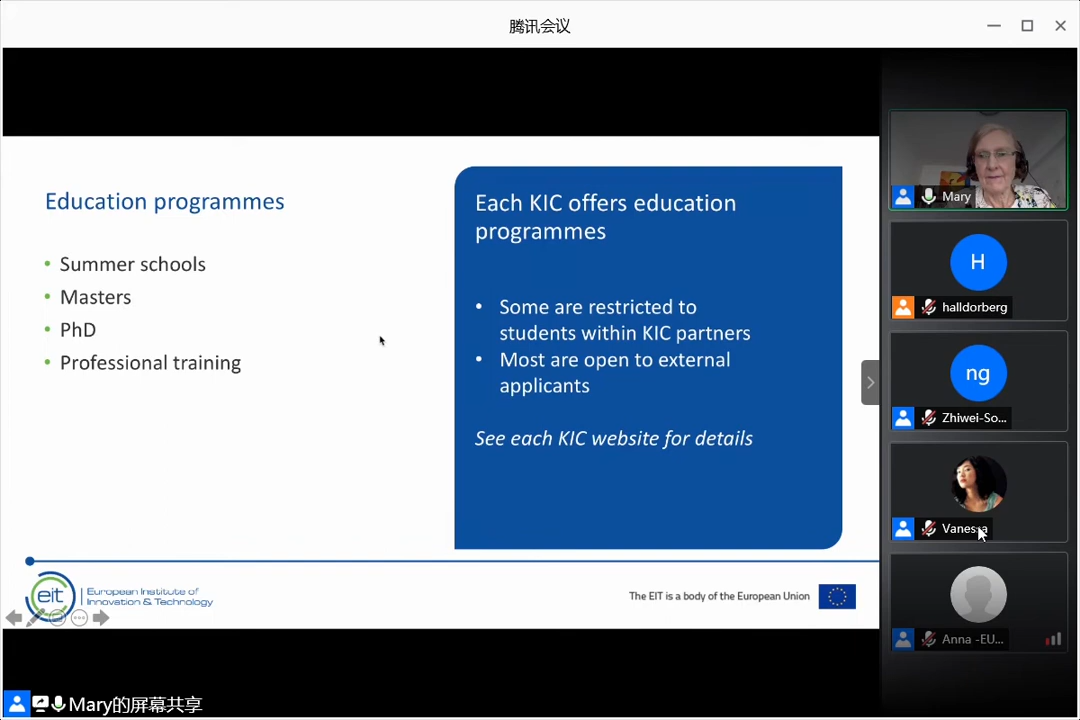 腾讯会议
Education programmes
• Summer schools
• Masters
• PhD
• Professional training
Each KIC offers education
programmes
• Some are restricted to
students within KIC partners
• Most are open to external
applicants
See each KIC website for details
eit
European Institute of
Innovation & Technology
The EIT is a body of the European Union
Mary的屏幕共享
Mary
H
halldorberg
ng
Zhiwei-So...
Vanessa
Anna -EU...